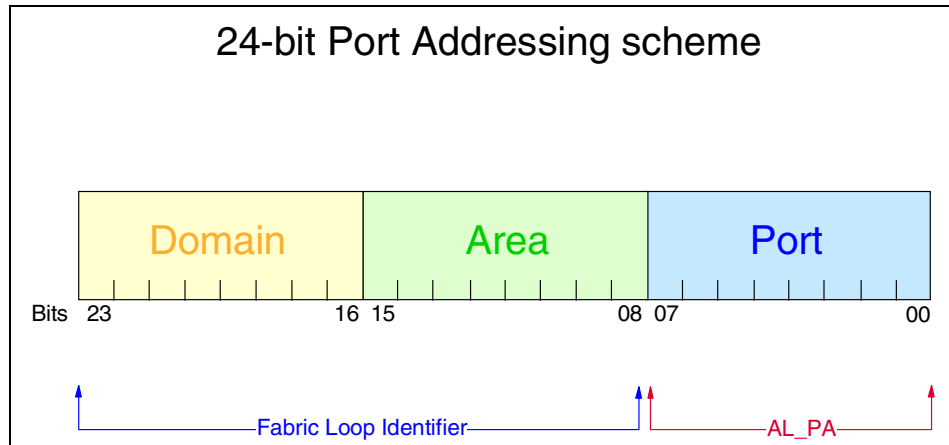 24-bit Port Addressing scheme
Domain Area Port
Bits 23 16 15 08 07 00
Fabric Loop Identifier AL_PA